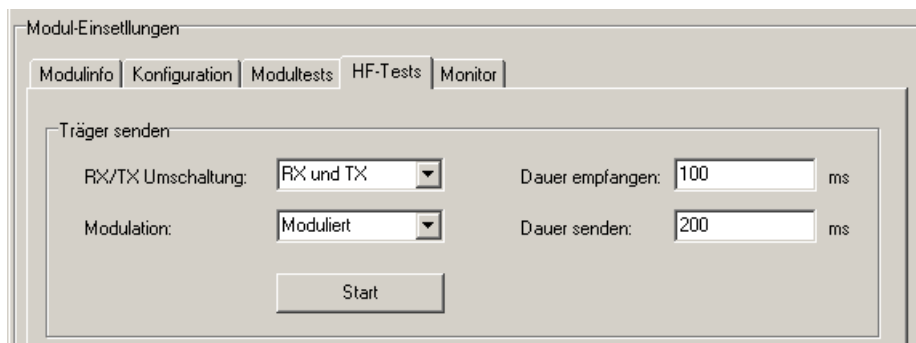 Modul-Einsetllungen
Modulinfo Konfiguration Modultests HF-Tests Monitor
Träger senden
RX/TX Umschaltung: RX und TX Dauer empfangen: 100 ms
Modulation: Moduliert Dauer senden: 200 ms
Start